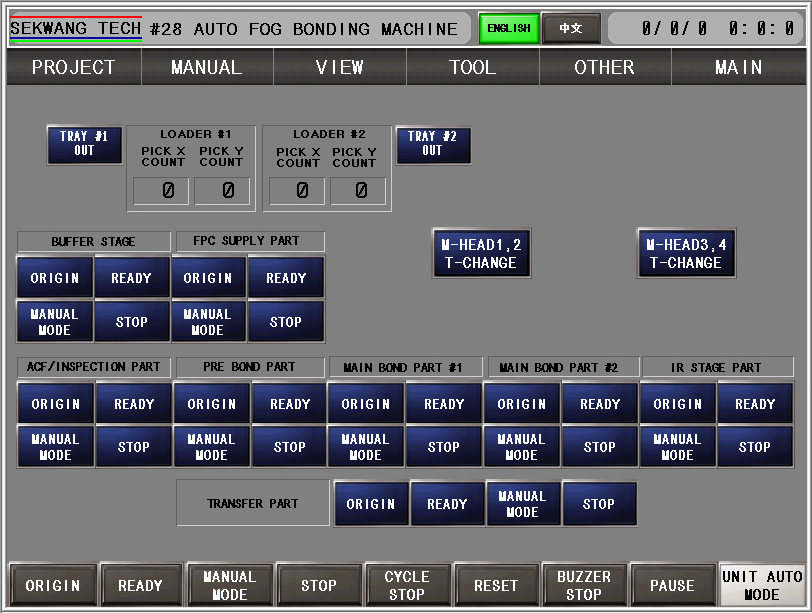 SEKWANG TECH #28 AUTO FOG BONDING MACHINE ENGLISH 中文 0/ 0/ 0 0: 0: 0
PROJECT MANUAL VIEW TOOL OTHER MAIN
TRAY #1
OUT
LOADER #1
PICK X PICK Y
COUNT COUNT
0 0
LOADER #2
PICK X PICK Y
COUNT COUNT
0 0
TRAY #2
OUT
M-HEAD1,2
T-CHANGE
M-HEAD3,4
T-CHANGE
BUFFER STAGE
ORIGIN READY
MANUAL
MODE
STOP
FPC SUPPLY PART
ORIGIN READY
MANUAL
MODE
STOP
ACF/INSPECTION PART
ORIGIN READY
MANUAL
MODE
STOP
PRE BOND PART
ORIGIN READY
MANUAL
MODE
STOP
MAIN BOND PART #1
ORIGIN READY
MANUAL
MODE
STOP
MAIN BOND PART #2
ORIGIN READY
MANUAL
MODE
STOP
IR STAGE PART
ORIGIN READY
MANUAL
MODE
STOP
TRANSFER PART
ORIGIN
READY
MANUAL
MODE
STOP
ORIGIN
READY
MANUAL
MODE
STOP
CYCLE
STOP
RESET
BUZZER
STOP
PAUSE
UNIT AUTO
MODE